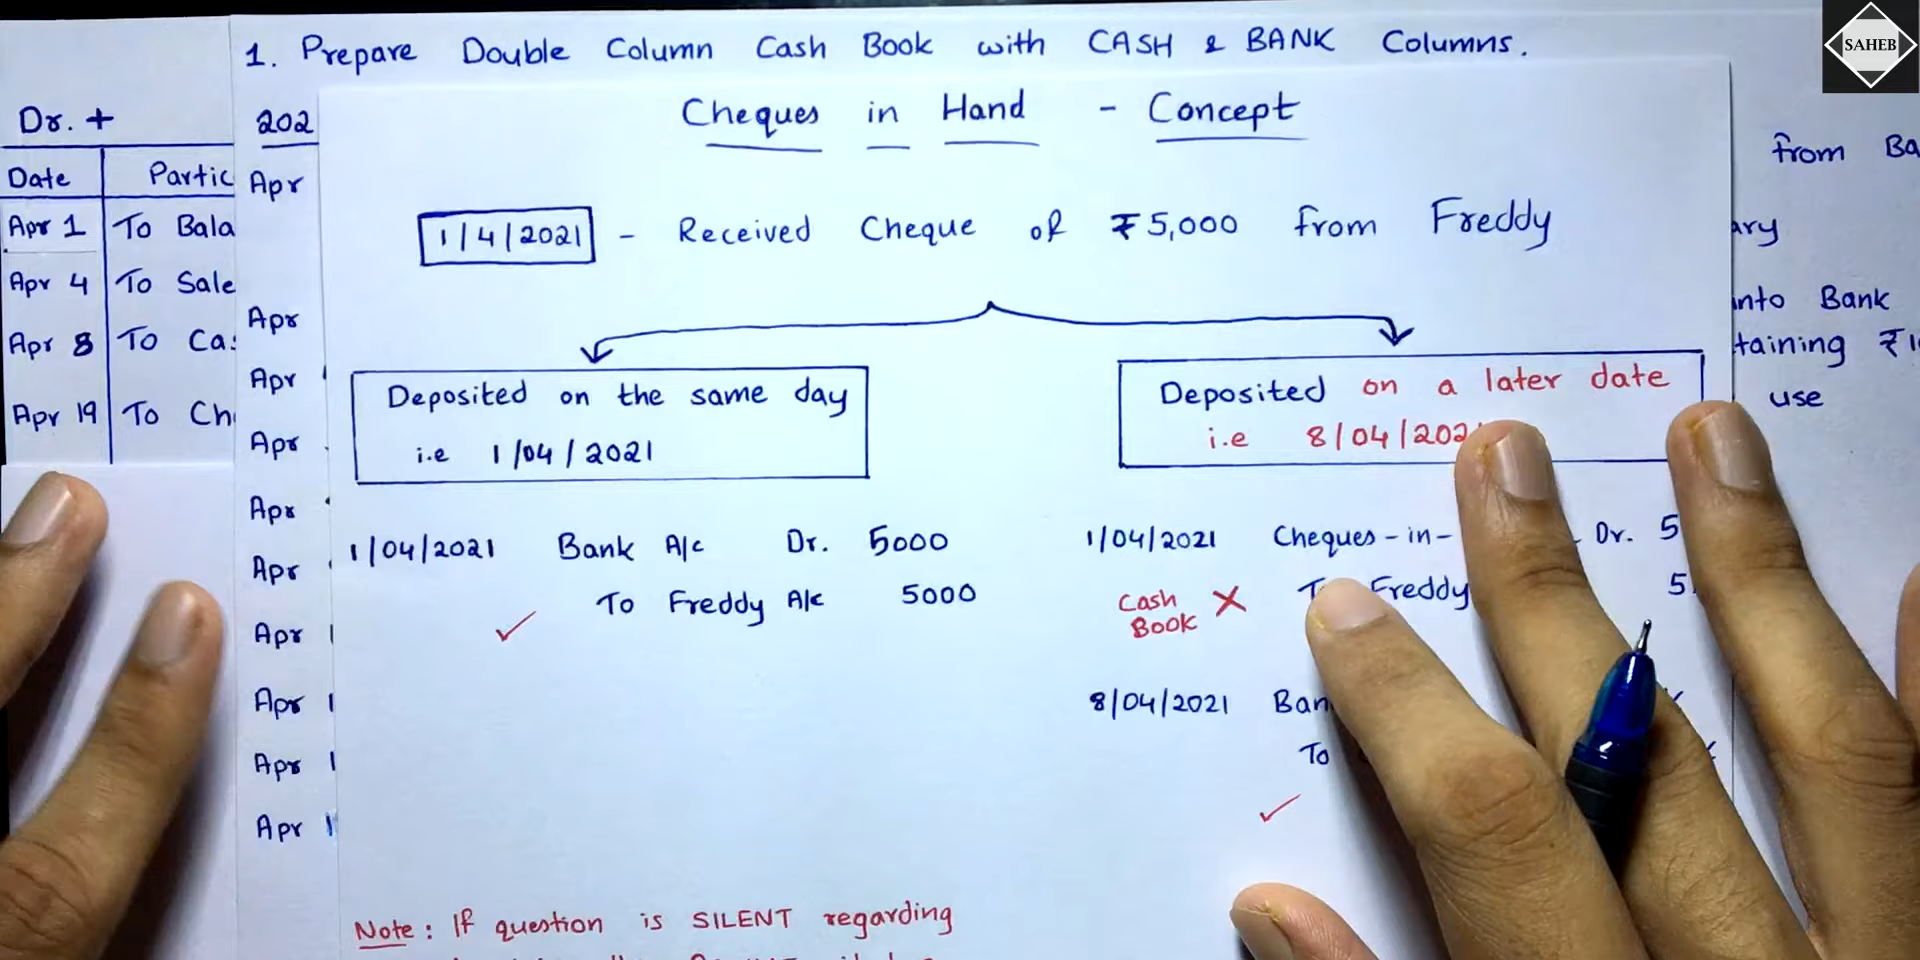 SAHEB
1. Prepare Double Column Cash Book with CASH & BANK Columns.
Dr. +
Date Partic
Apr 1 To Bala
Apr 4 To Sale
Apr 8 To Ca
Apr 19 To Ch
202
Apr
Apr
Apr
Apr
Apr
Apr
Apr
Apr
Apr
Apr
from Ba
ary
into Bank
taining ₹1
use
Cheques in Hand - Concept
1/4/2021 - Received Cheque of ₹5,000 from Freddy
Deposited on the same day
i.e 1/04/2021
Deposited on a later date
i.e 8/04/202
1/04/2021 Bank A/c Dr. 5000
To Freddy A/c 5000
1/04/2021 Cheques-in- Dr. 5
Freddy 5
Cash
Book
8/04/2021 Ban
To
Note: If question is SILENT regarding